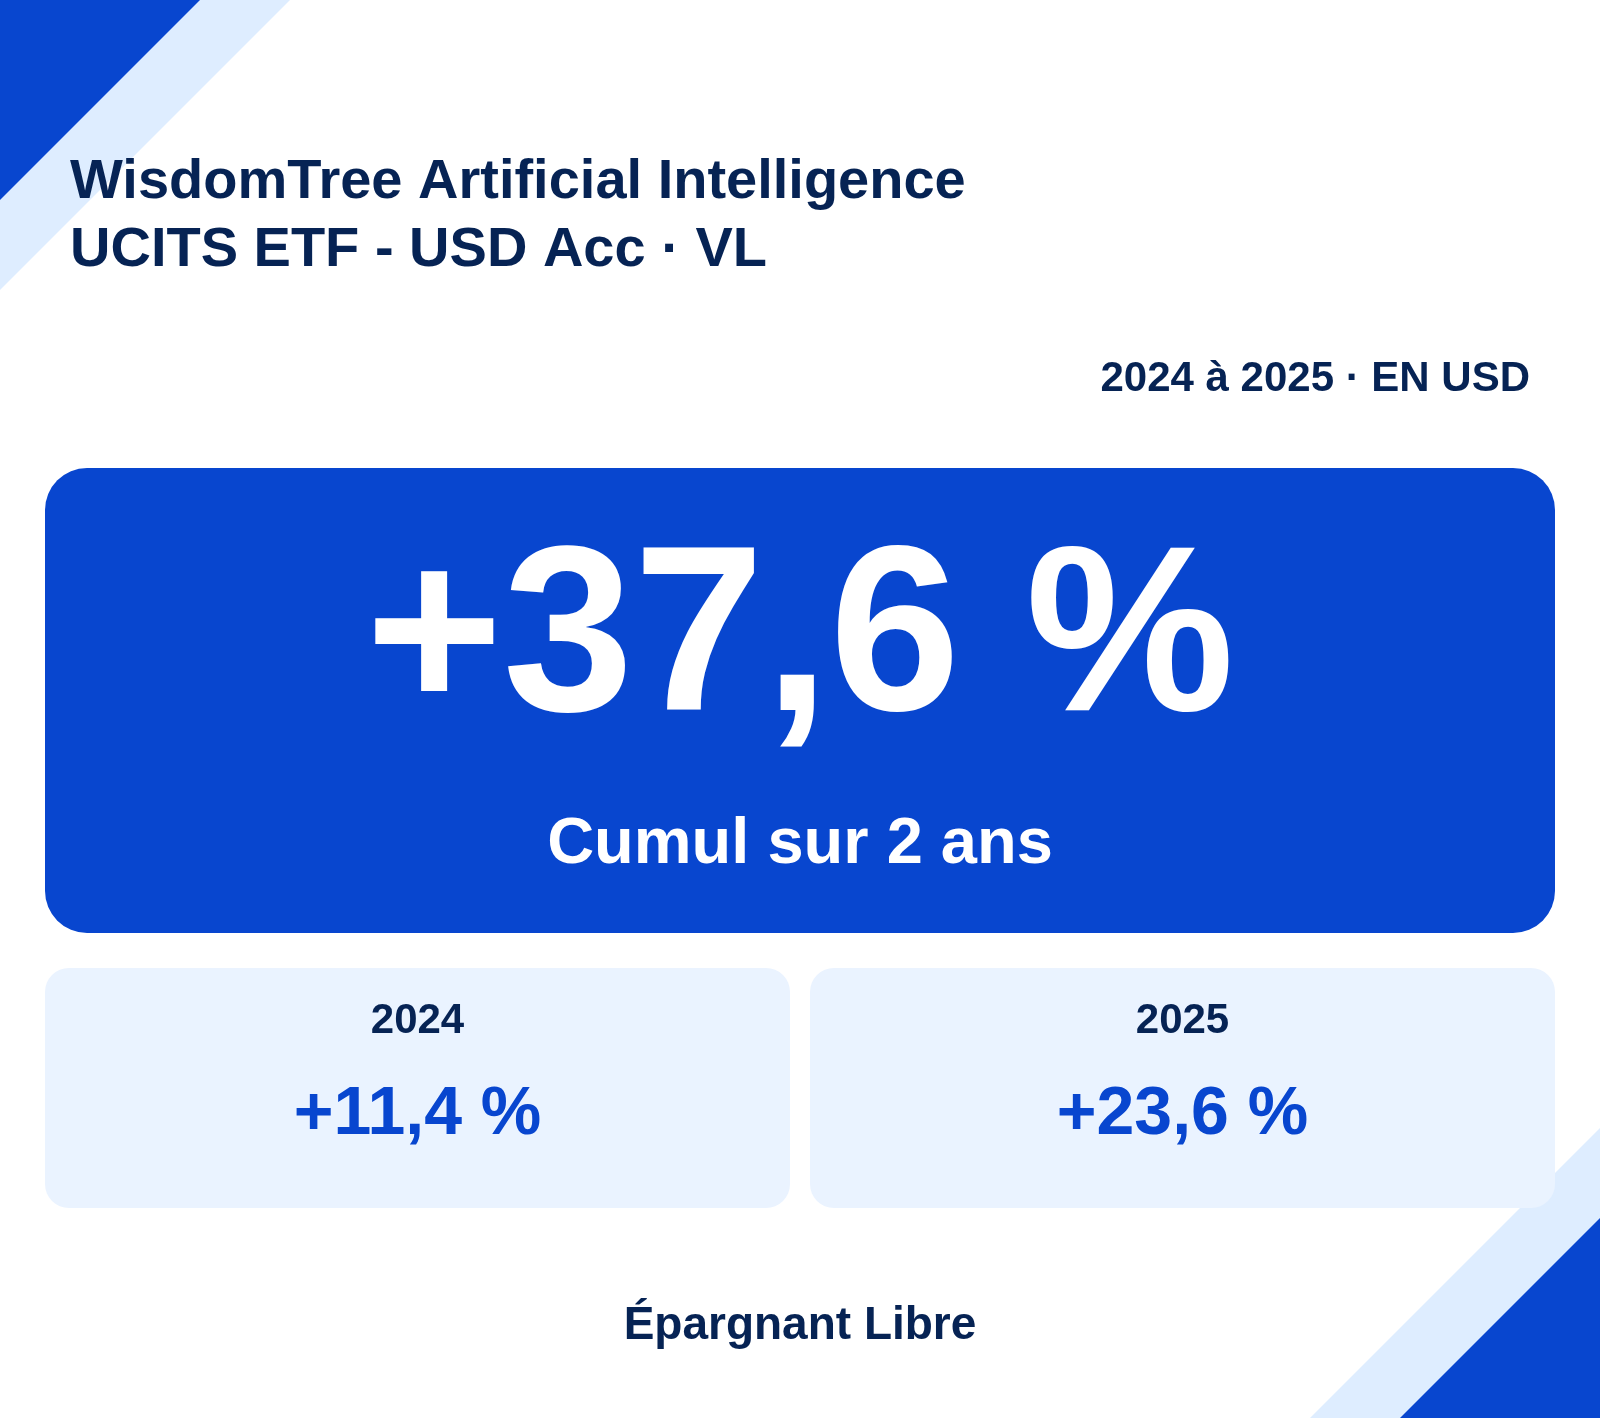 WisdomTree Artificial Intelligence
UCITS ETF - USD Acc · VL
2024 à 2025 · EN USD
+37,6 %
Cumul sur 2 ans
2024
+11,4 %
2025
+23,6 %
Épargnant Libre